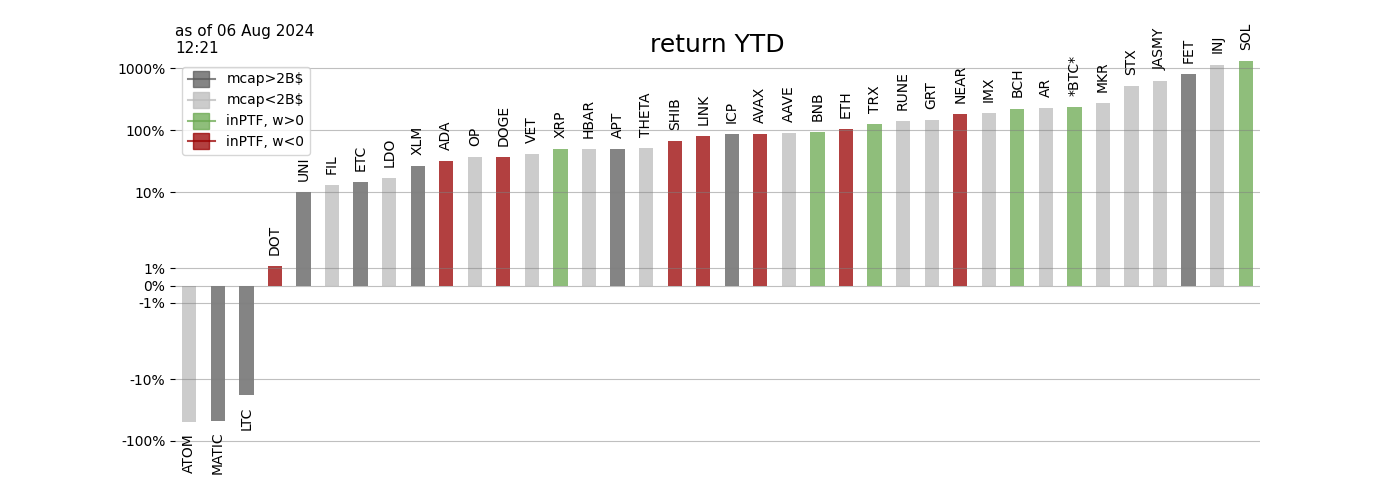 as of 06 Aug 2024
12:21
return YTD
mcap>2B$
mcap<2B$
inPTF, w>0
inPTF, w<0
1000%
100%
10%
1%
0%
-1%
-10%
-100%
ATOM
MATIC
LTC
DOT
UNI
FIL
ETC
LDO
XLM
ADA
OP
DOGE
VET
XRP
HBAR
APT
THETA
SHIB
LINK
ICP
AVAX
AAVE
BNB
ETH
TRX
RUNE
GRT
NEAR
IMX
BCH
AR
*BTC*
MKR
STX
JASMY
FET
INJ
SOL